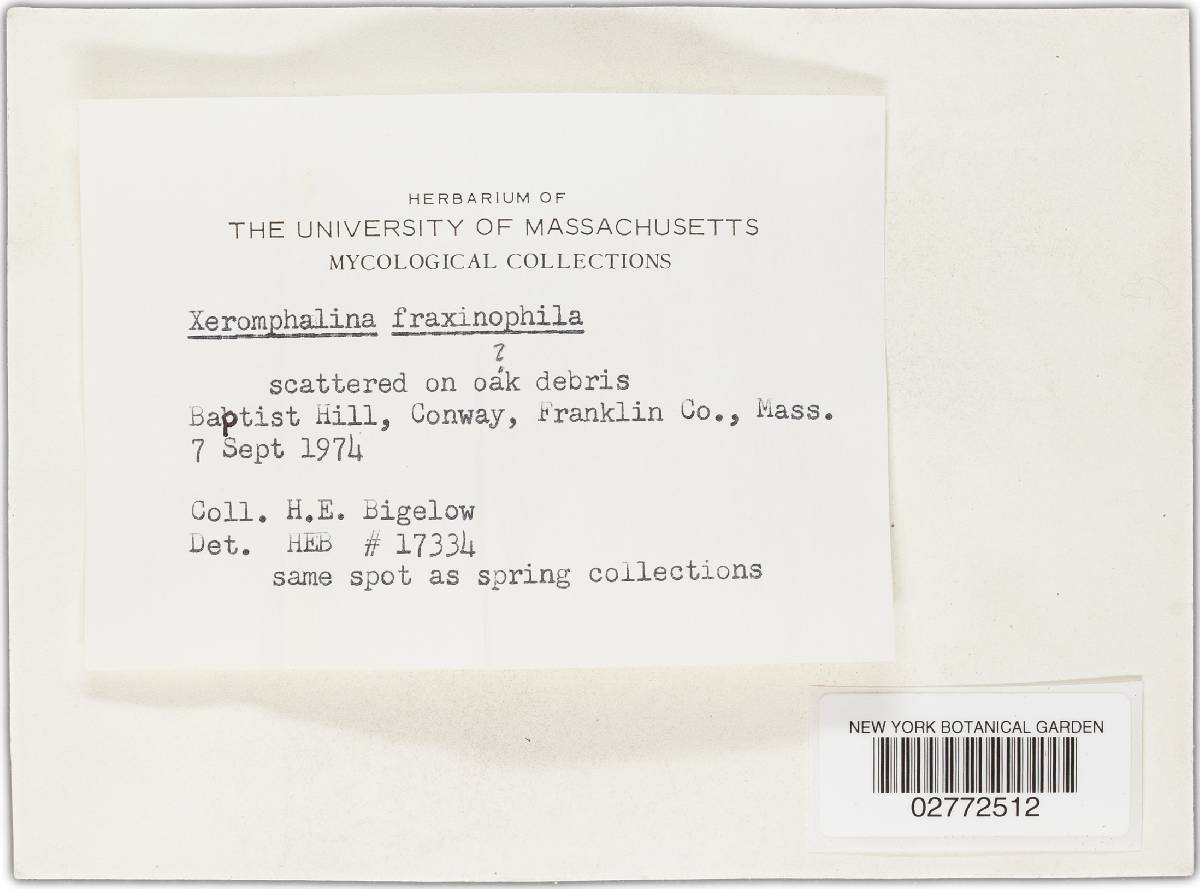 HERBARIUM OF
THE UNIVERSITY OF MASSACHUSETTS
MYCOLOGICAL COLLECTIONS
Xeromphalina fraxinophila
?
scattered on oak debris
Baptist Hill, Conway, Franklin Co., Mass.
7 Sept 1974
Coll. H.E. Bigelow
Det. HEB # 17334
same spot as spring collections
NEW YORK BOTANICAL GARDEN
02772512